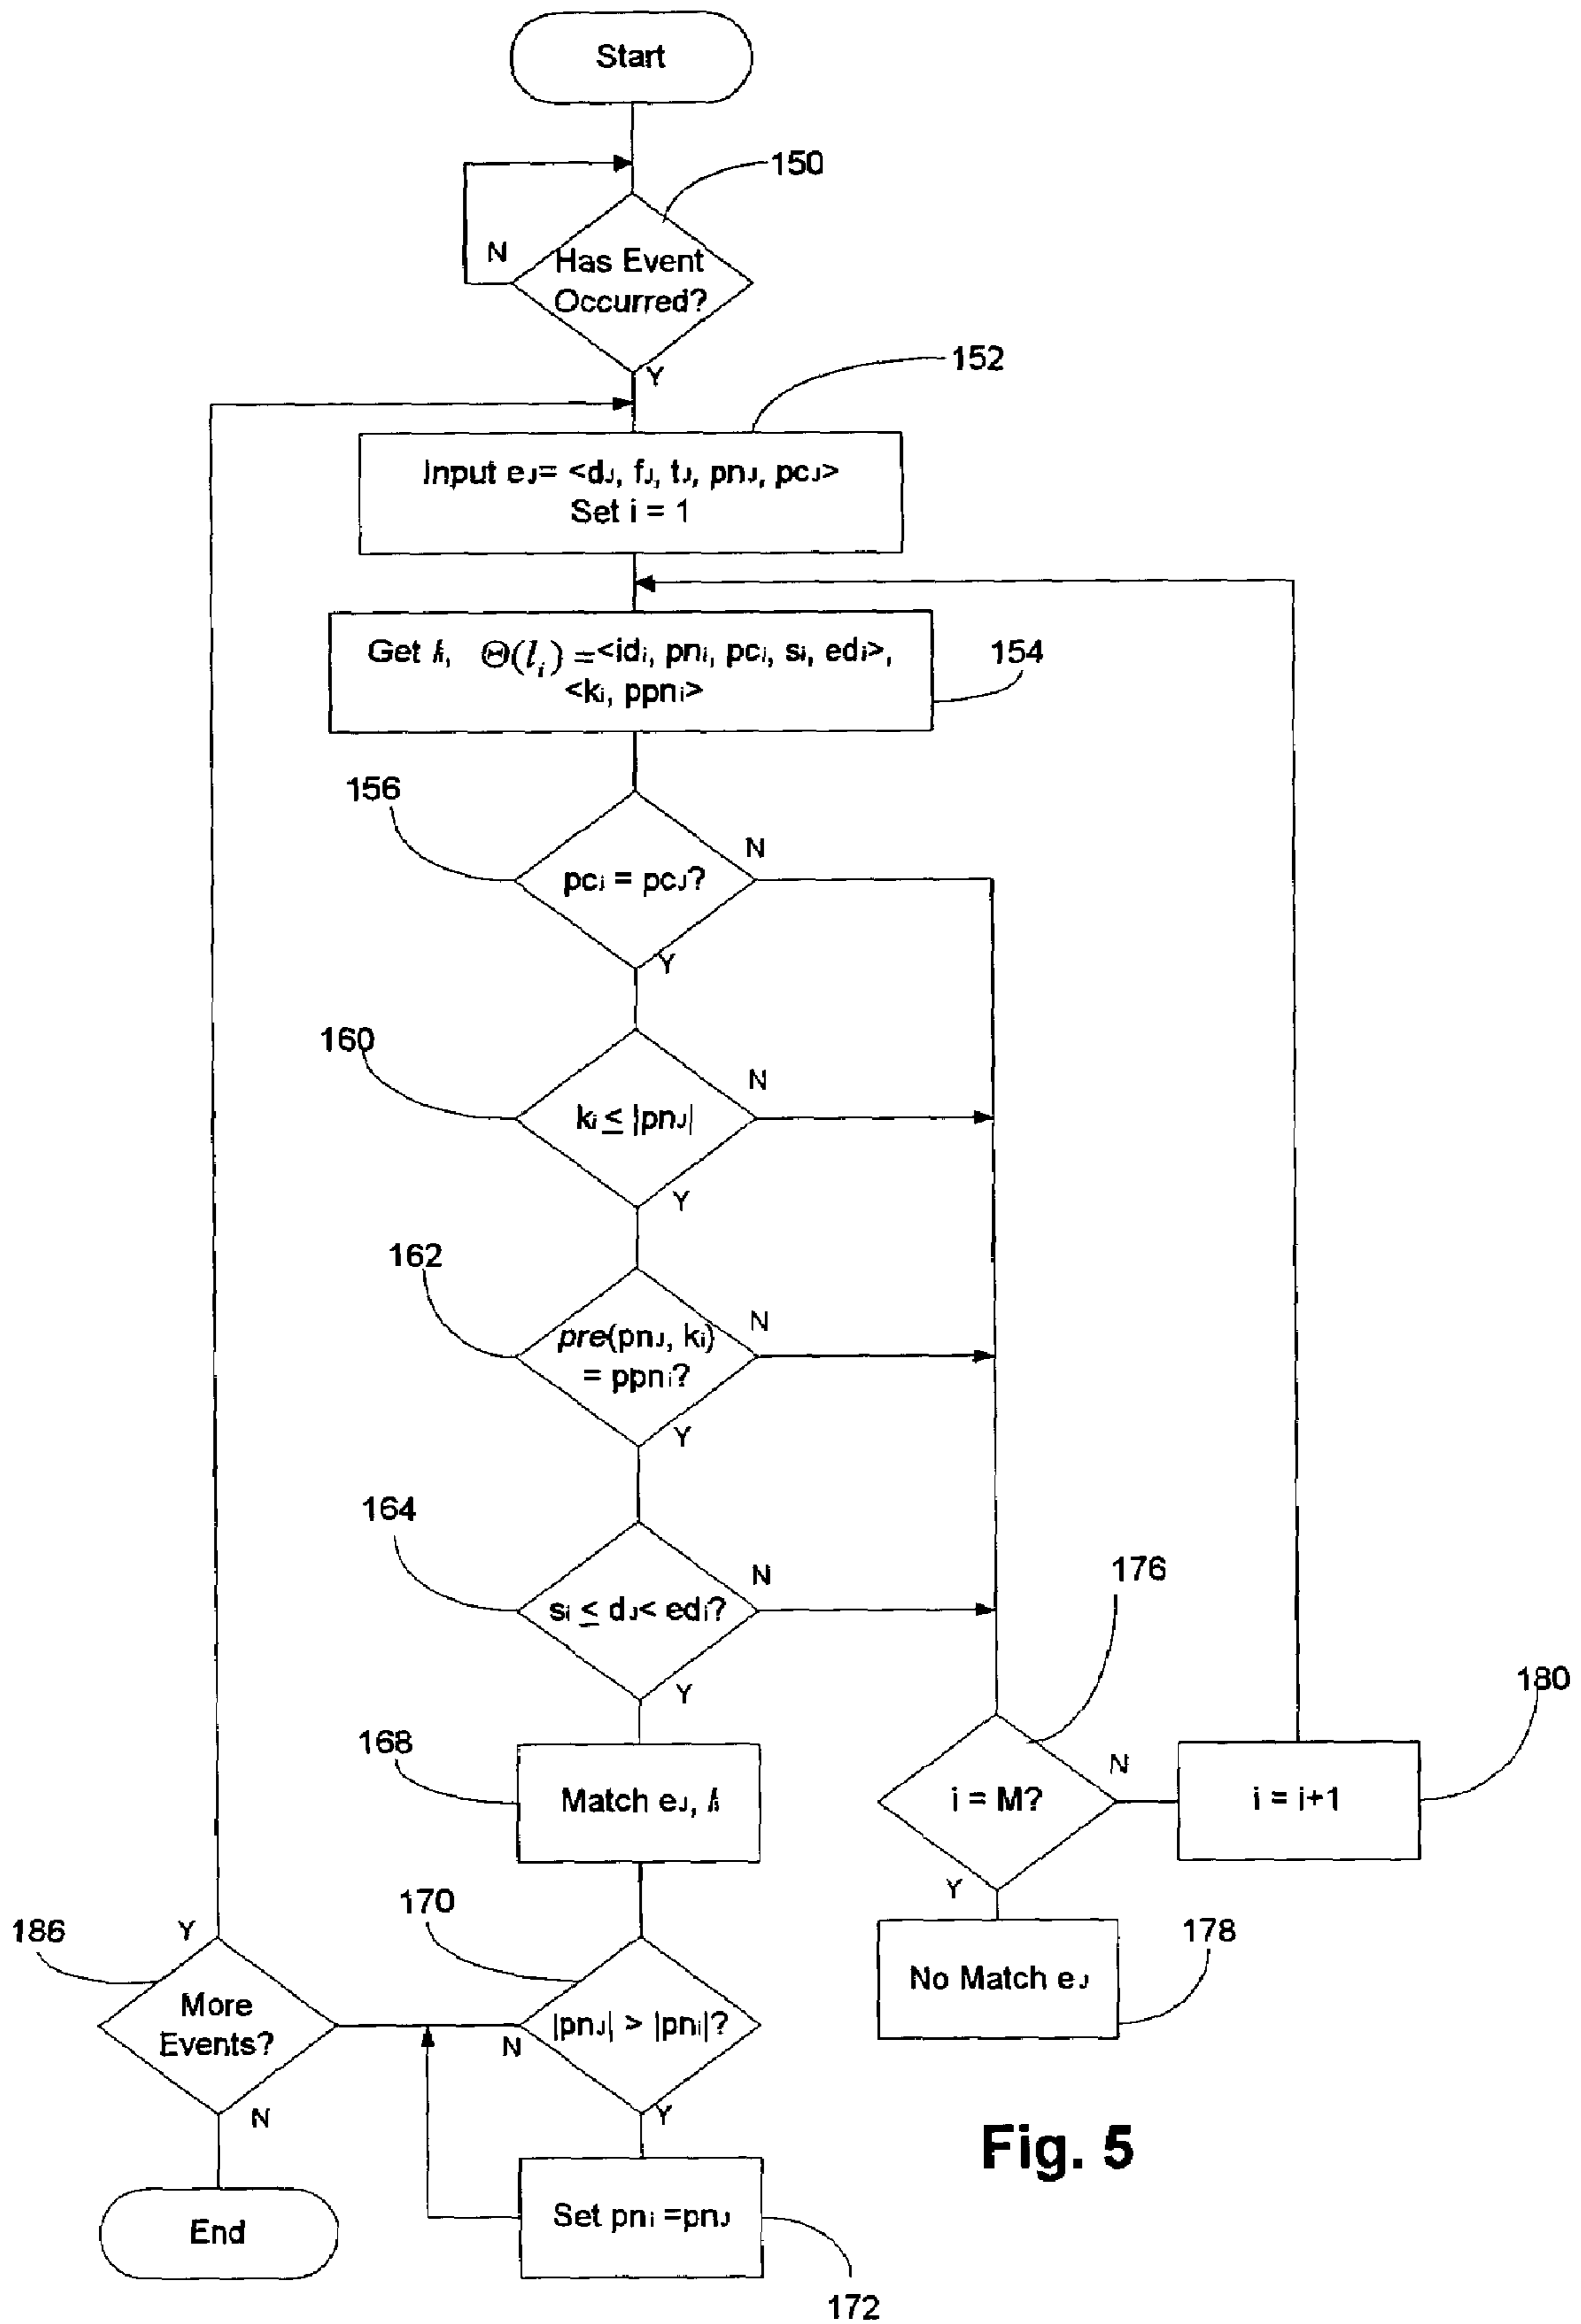 Start
150
N
Has Event
Occurred?
Y
152
Input eJ= <dJ, fJ, tJ, pnJ, pcJ>
Set i = 1
Get li, Θ(li) =<idi, pni, pci, si, edi>,
<ki, ppni>
154
156
N
pci = pcJ?
Y
160
N
ki ≤ |pnJ|
Y
162
N
pre(pnJ, ki)
= ppni?
Y
164
N
si ≤ dJ< edi?
Y
176
180
168
Match eJ, li
N
i = M?
i = i+1
Y
170
186
Y
178
No Match eJ
More
Events?
|pnJ| > |pni|?
N
N
Y
Fig. 5
End
Set pni =pnJ
172